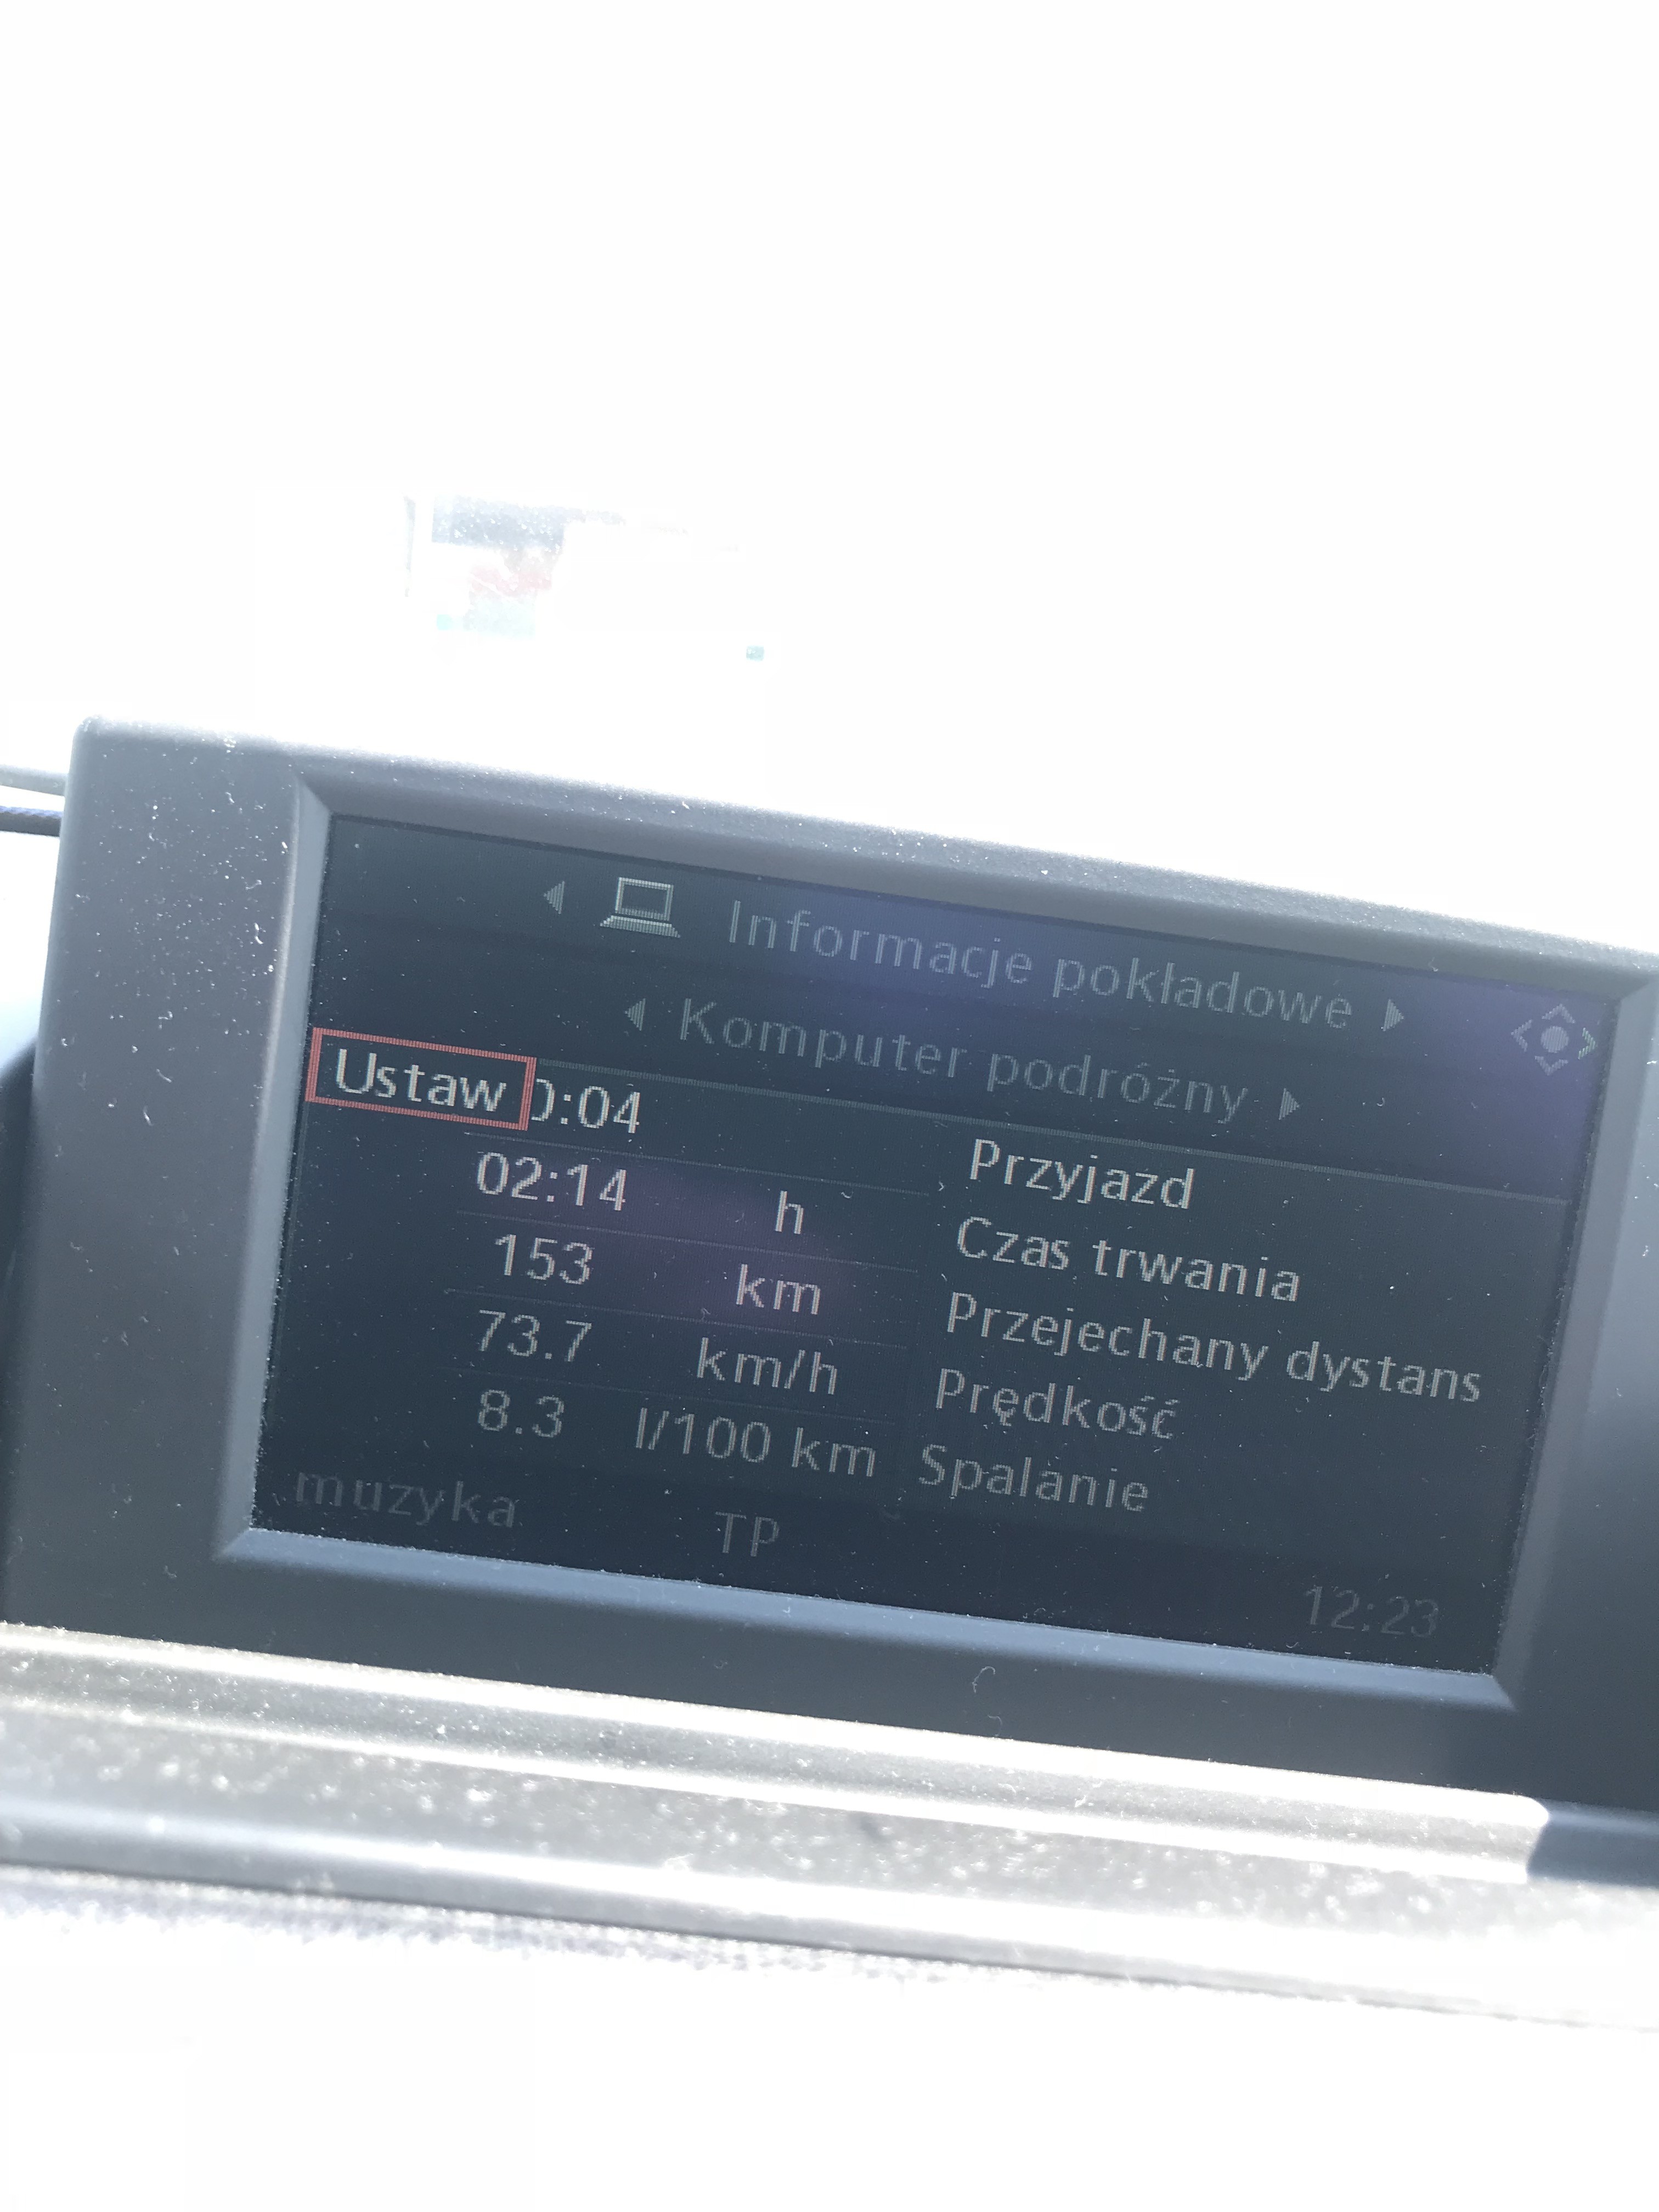 Informacje pokładowe
Komputer podróżny
Ustaw :04 Przyjazd
02:14 h Czas trwania
153 km Przejechany dystans
73.7 km/h Prędkość
8.3 l/100 km Spalanie
muzyka TP 12:23